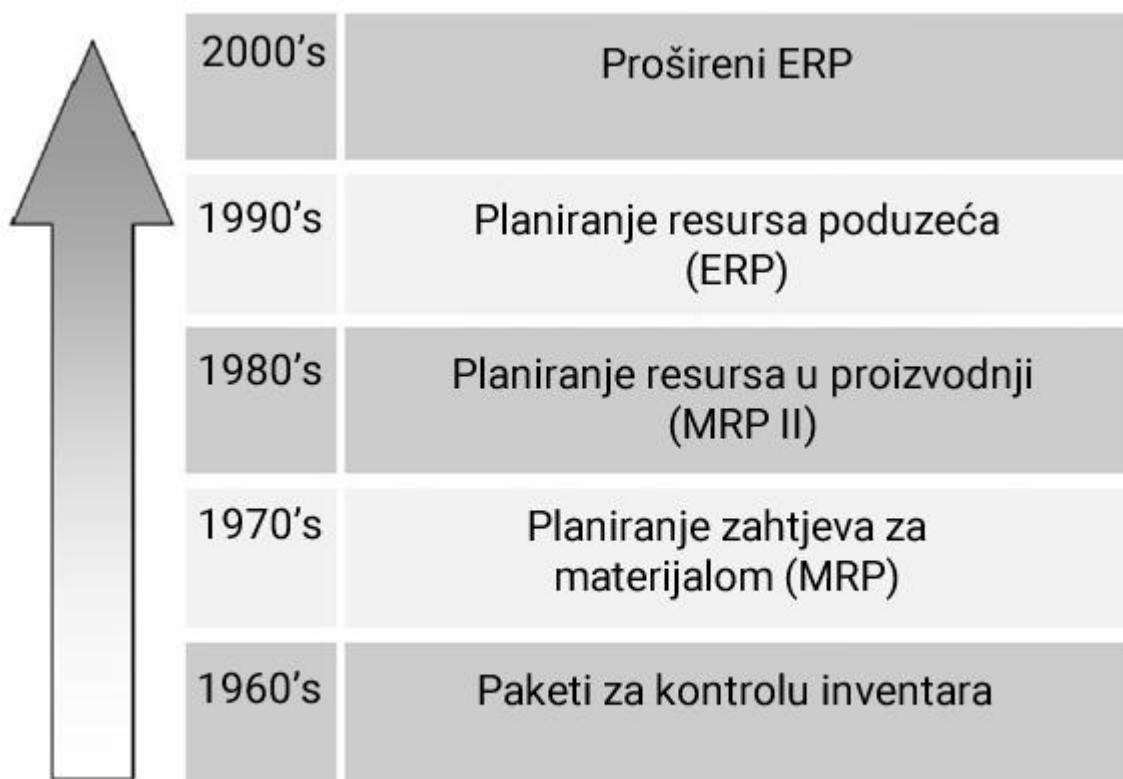 2000’s
Prošireni ERP
1990’s
Planiranje resursa poduzeća
(ERP)
1980’s
Planiranje resursa u proizvodnji
(MRP II)
1970’s
Planiranje zahtjeva za
materijalom (MRP)
1960’s
Paketi za kontrolu inventara